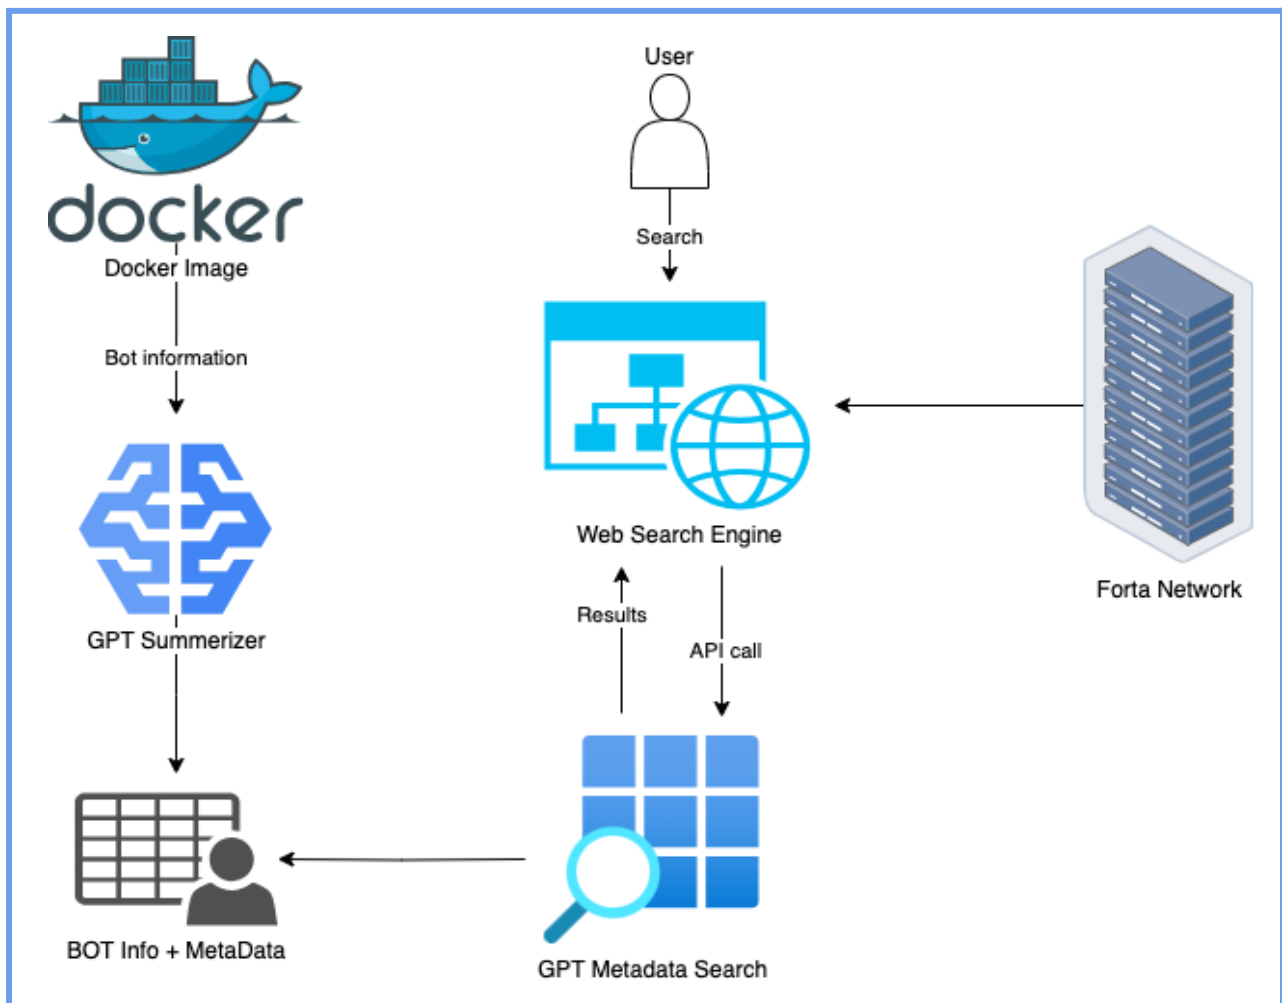 docker
Docker Image
Bot information
GPT Summerizer
BOT Info + MetaData
User
Search
Web Search Engine
Results
API call
GPT Metadata Search
Forta Network